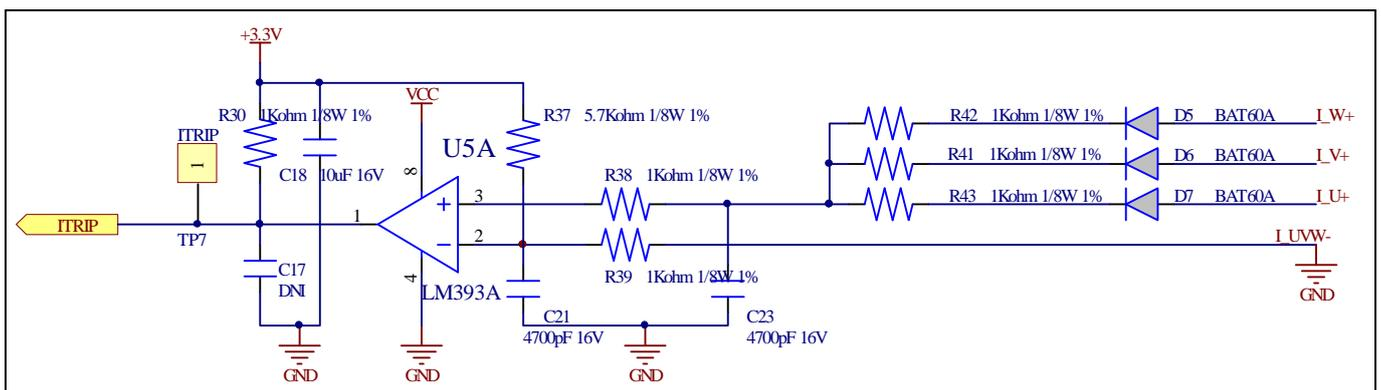 +3.3V
VCC
R30 1Kohm 1/8W 1%
R37 5.7Kohm 1/8W 1%
R42 1Kohm 1/8W 1% D5 BAT60A I_W+
ITRIP
1
U5A
R41 1Kohm 1/8W 1% D6 BAT60A I_V+
C18 10uF 16V
8
R38 1Kohm 1/8W 1%
3
R43 1Kohm 1/8W 1% D7 BAT60A I_U+
+
ITRIP
1
TP7
2
-
I_UVW-
C17
DNI
4
R39 1Kohm 1/8W 1%
LM393A
GND
C21
4700pF 16V
C23
4700pF 16V
GND
GND
GND